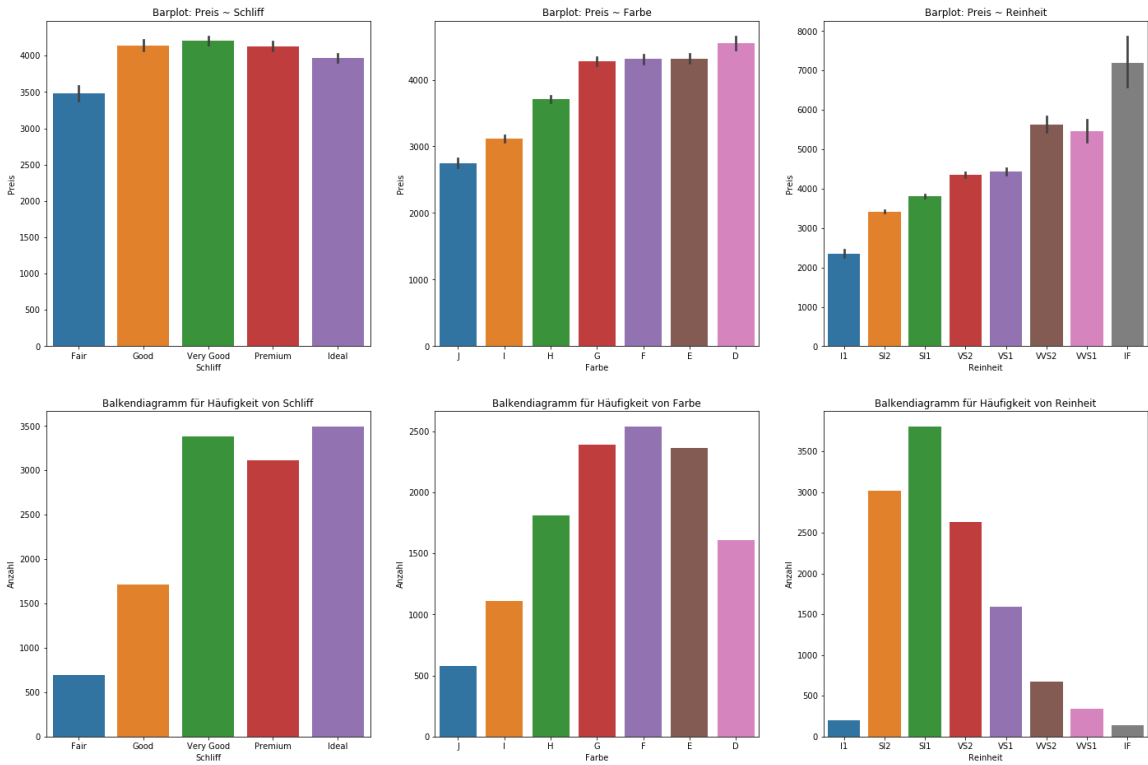 Barplot: Preis ~ Schliff
4000
3500
3000
2500
2000
1500
1000
500
0
Preis
Fair Good Very Good Premium Ideal
Schliff
Barplot: Preis ~ Farbe
4000
3000
2000
1000
0
Preis
J I H G F E D
Farbe
Barplot: Preis ~ Reinheit
8000
7000
6000
5000
4000
3000
2000
1000
0
Preis
I1 SI2 SI1 VS2 VS1 VVS2 VVS1 IF
Reinheit
Balkendiagramm für Häufigkeit von Schliff
3500
3000
2500
2000
1500
1000
500
0
Anzahl
Fair Good Very Good Premium Ideal
Schliff
Balkendiagramm für Häufigkeit von Farbe
2500
2000
1500
1000
500
0
Anzahl
J I H G F E D
Farbe
Balkendiagramm für Häufigkeit von Reinheit
3500
3000
2500
2000
1500
1000
500
0
Anzahl
I1 SI2 SI1 VS2 VS1 VVS2 VVS1 IF
Reinheit